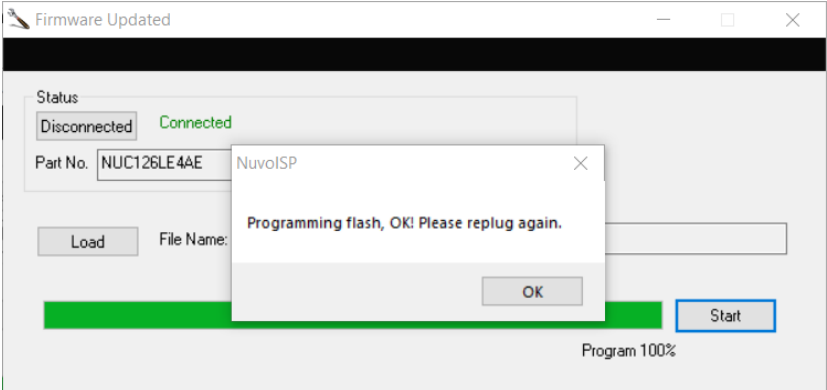 Firmware Updated
Status
Disconnected Connected
Part No. NUC126LE4AE
NuvoISP
Programming flash, OK! Please replug again.
Load File Name:
OK
Start
Program 100%